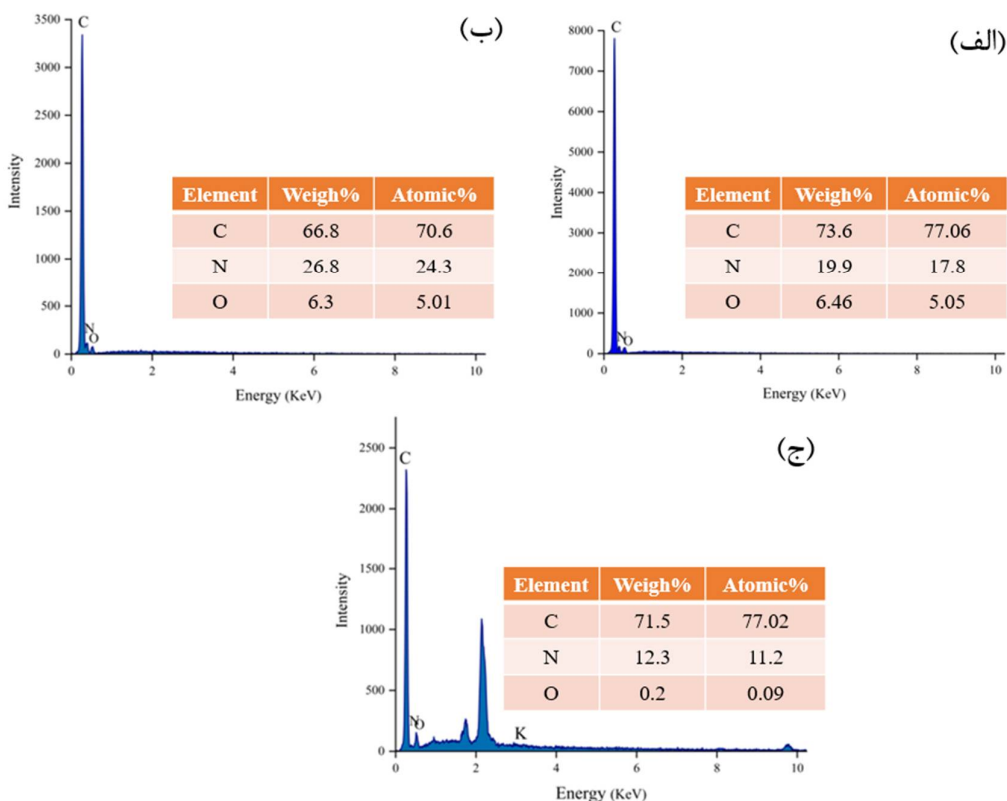 (الف)
C
8000
7000
6000
5000
4000
3000
2000
1000
0
Intensity
N
O
0 2 4 6 8 10
Energy (KeV)
Element Weigh% Atomic%
C 73.6 77.06
N 19.9 17.8
O 6.46 5.05
(ب)
C
3500
3000
2500
2000
1500
1000
500
0
Intensity
N
O
0 2 4 6 8 10
Energy (KeV)
Element Weigh% Atomic%
C 66.8 70.6
N 26.8 24.3
O 6.3 5.01
(ج)
C
2500
2000
1500
1000
500
0
Intensity
N
O
K
0 2 4 6 8 10
Energy (KeV)
Element Weigh% Atomic%
C 71.5 77.02
N 12.3 11.2
O 0.2 0.09